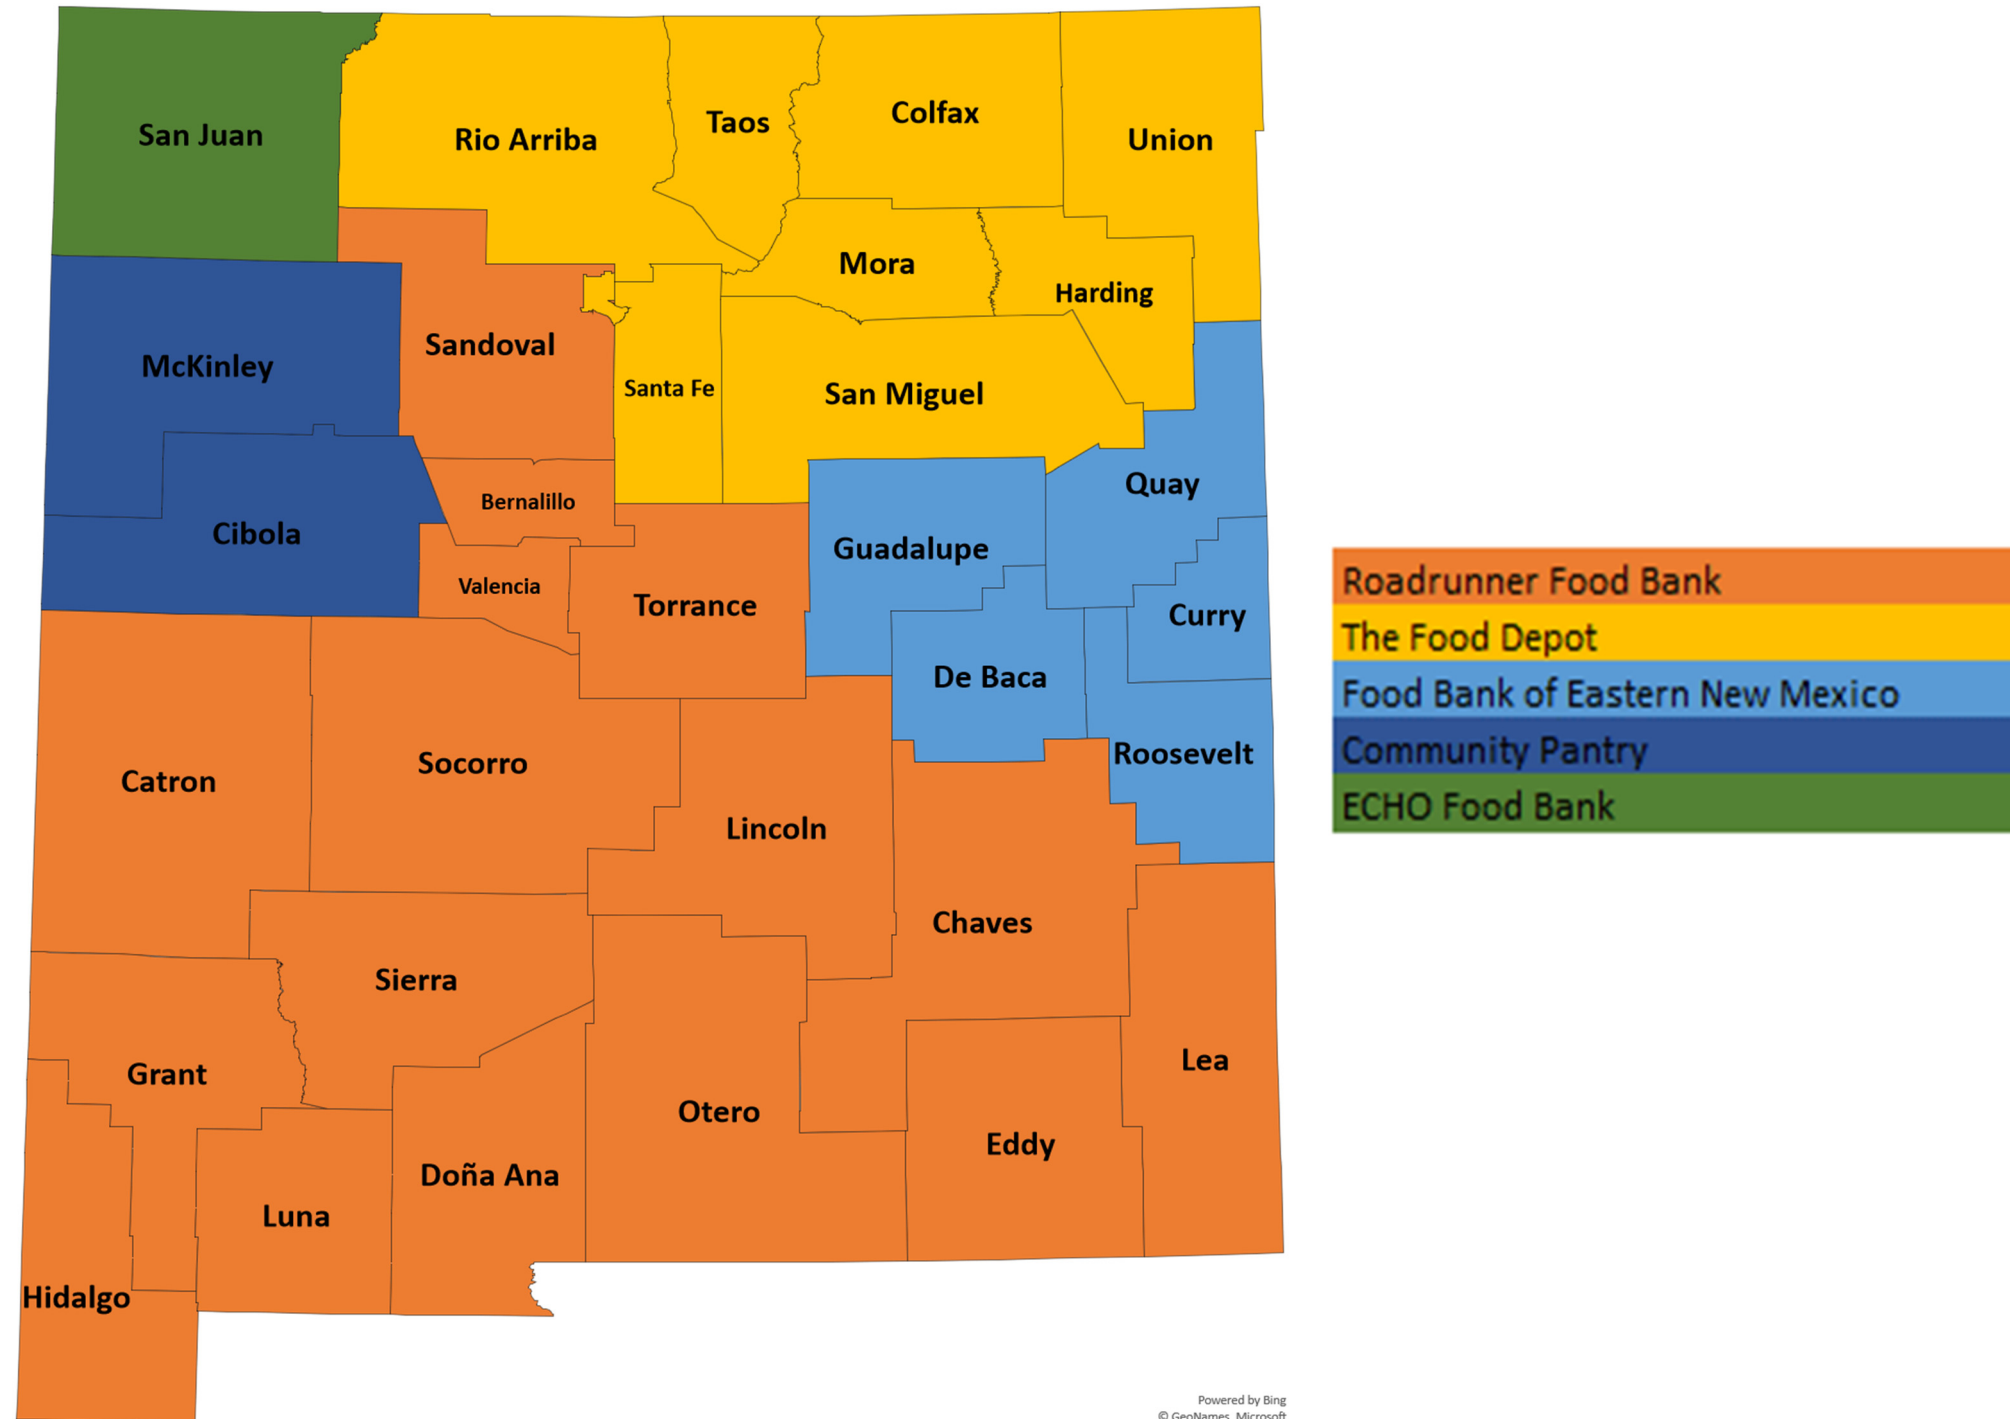 San Juan
Rio Arriba
Taos
Colfax
Union
Mora
Harding
McKinley
Sandoval
Santa Fe
San Miguel
Quay
Bernalillo
Cibola
Guadalupe
Valencia
Torrance
Curry
De Baca
Roosevelt
Catron
Socorro
Lincoln
Chaves
Sierra
Grant
Lea
Otero
Eddy
Doña Ana
Luna
Hidalgo
Roadrunner Food Bank
The Food Depot
Food Bank of Eastern New Mexico
Community Pantry
ECHO Food Bank
Powered by Bing
© GeoNames, Microsoft